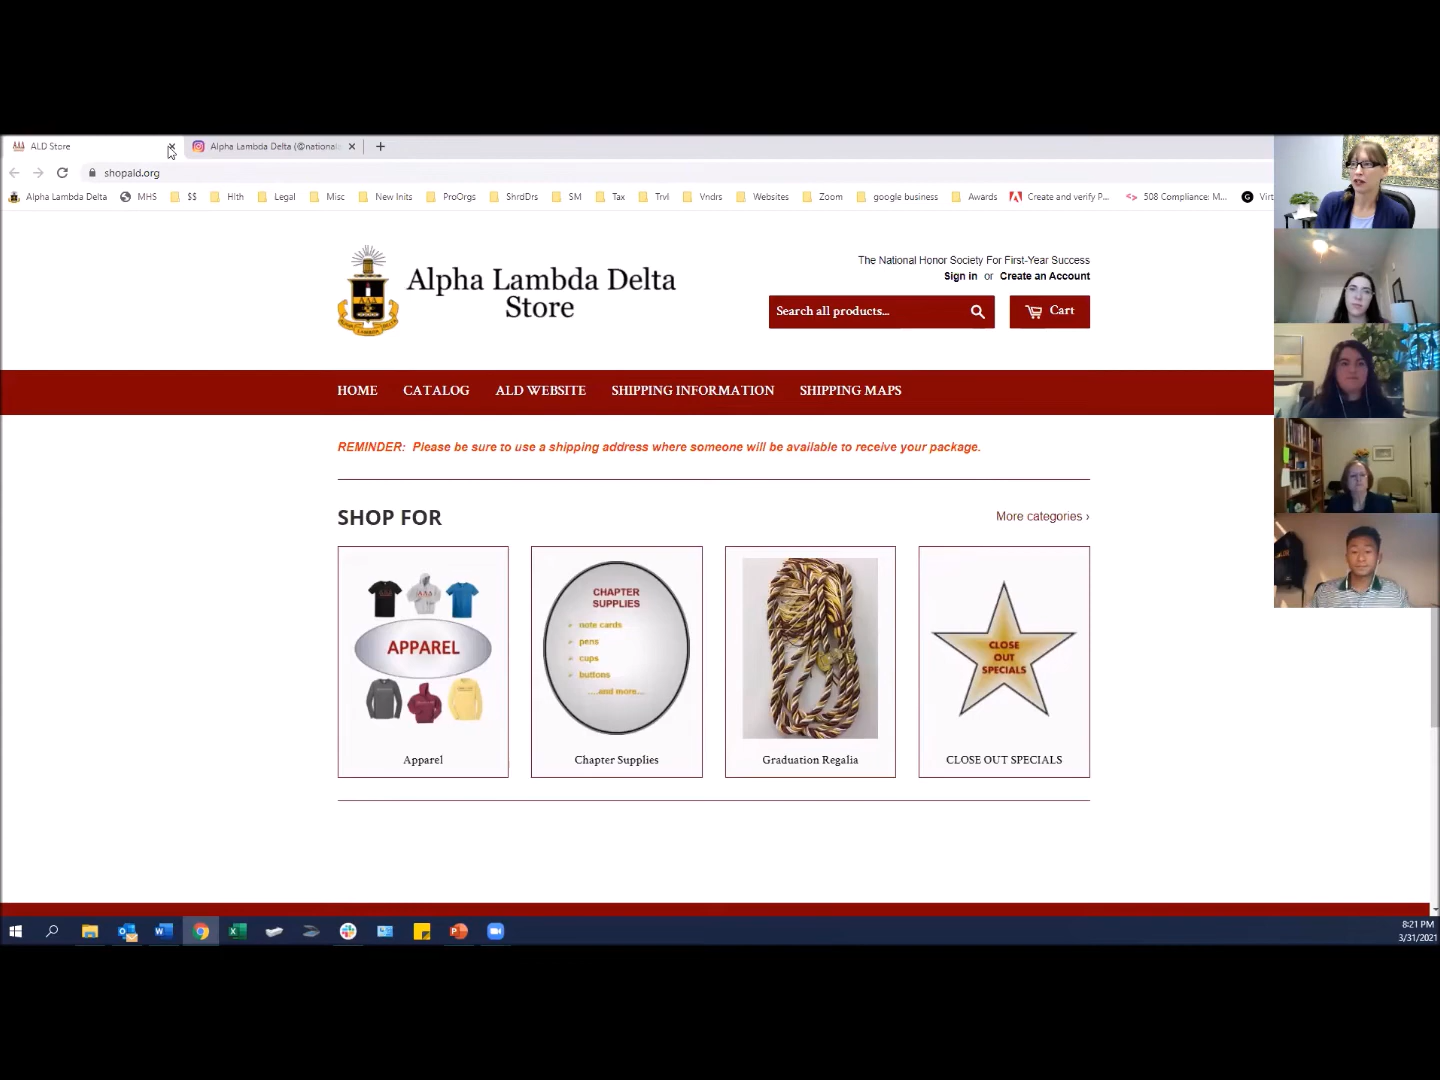 ALD Store
Alpha Lambda Delta (@national
shopald.org
Alpha Lambda Delta MHS $$ Hlth Legal Misc New Inits ProOrgs ShrdDrs SM Tax Trvl Vndrs Websites Zoom google business Awards Create and verify P... 508 Compliance: M... Virt
Alpha Lambda Delta
Store
The National Honor Society For First-Year Success
Sign in or Create an Account
Search all products...
Cart
HOME CATALOG ALD WEBSITE SHIPPING INFORMATION SHIPPING MAPS
REMINDER: Please be sure to use a shipping address where someone will be available to receive your package.
SHOP FOR
More categories ›
APPAREL
Apparel
CHAPTER
SUPPLIES
note cards
pens
cups
buttons
....and more...
Chapter Supplies
Graduation Regalia
CLOSE
OUT
SPECIALS
CLOSE OUT SPECIALS
8:21 PM
3/31/2021